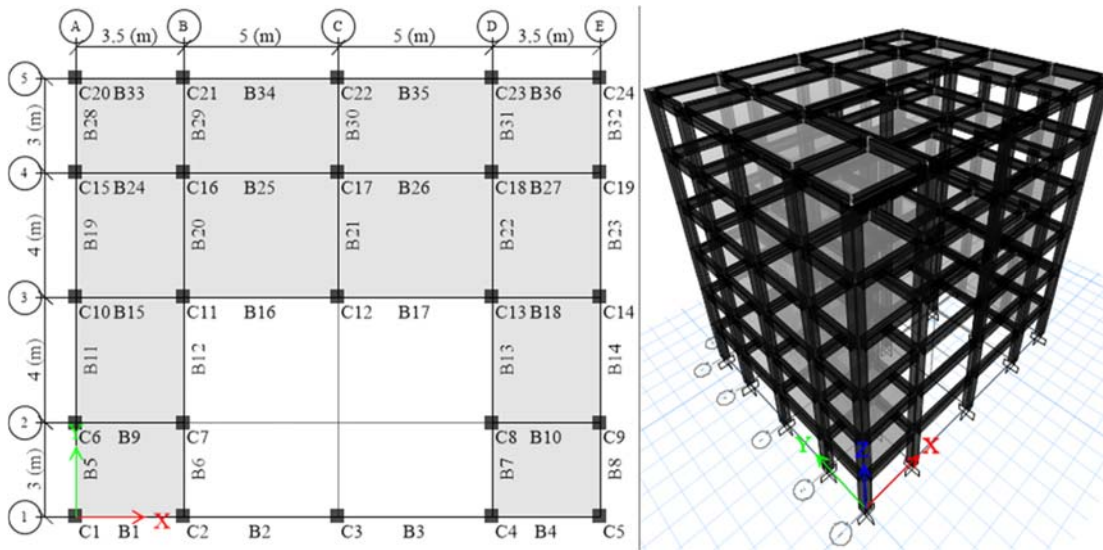 A B C D E
3,5 (m) 5 (m) 5 (m) 3,5 (m)
5
C20 B33 C21 B34 C22 B35 C23 B36 C24
3 (m) B28 B29 B30 B31 B32
4
C15 B24 C16 B25 C17 B26 C18 B27 C19
4 (m) B19 B20 B21 B22 B23
3
C10 B15 C11 B16 C12 B17 C13 B18 C14
4 (m) B11 B12 B13 B14
2
C6 B9 C7 C8 B10 C9
3 (m) B5 B6 B7 B8
1 X
C1 B1 C2 B2 C3 B3 C4 B4 C5
Y Z X